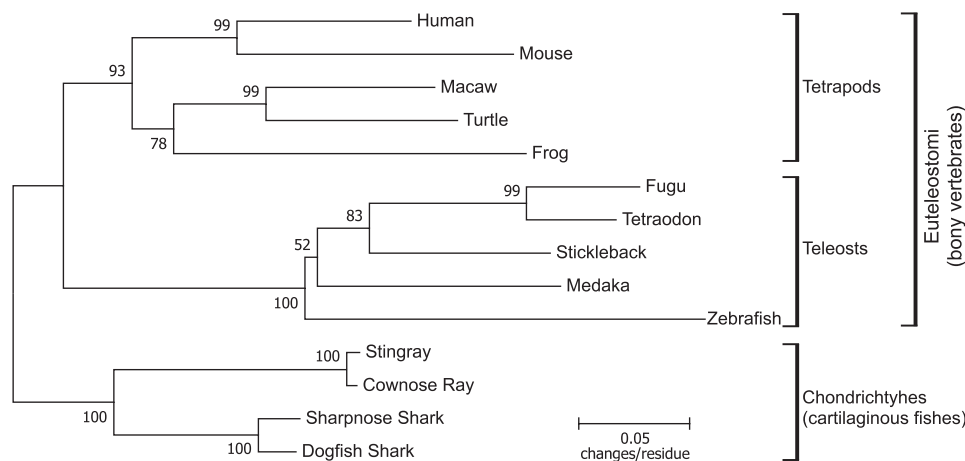 Human
99
Mouse
93
Macaw
99
Turtle
78
Frog
Tetrapods
Fugu
99
Tetraodon
83
Stickleback
52
Medaka
100
Zebrafish
Teleosts
Euteleostomi
(bony vertebrates)
Stingray
100
Cownose Ray
100
Sharpnose Shark
100
Dogfish Shark
Chondrichtyhes
(cartilaginous fishes)
0.05
changes/residue